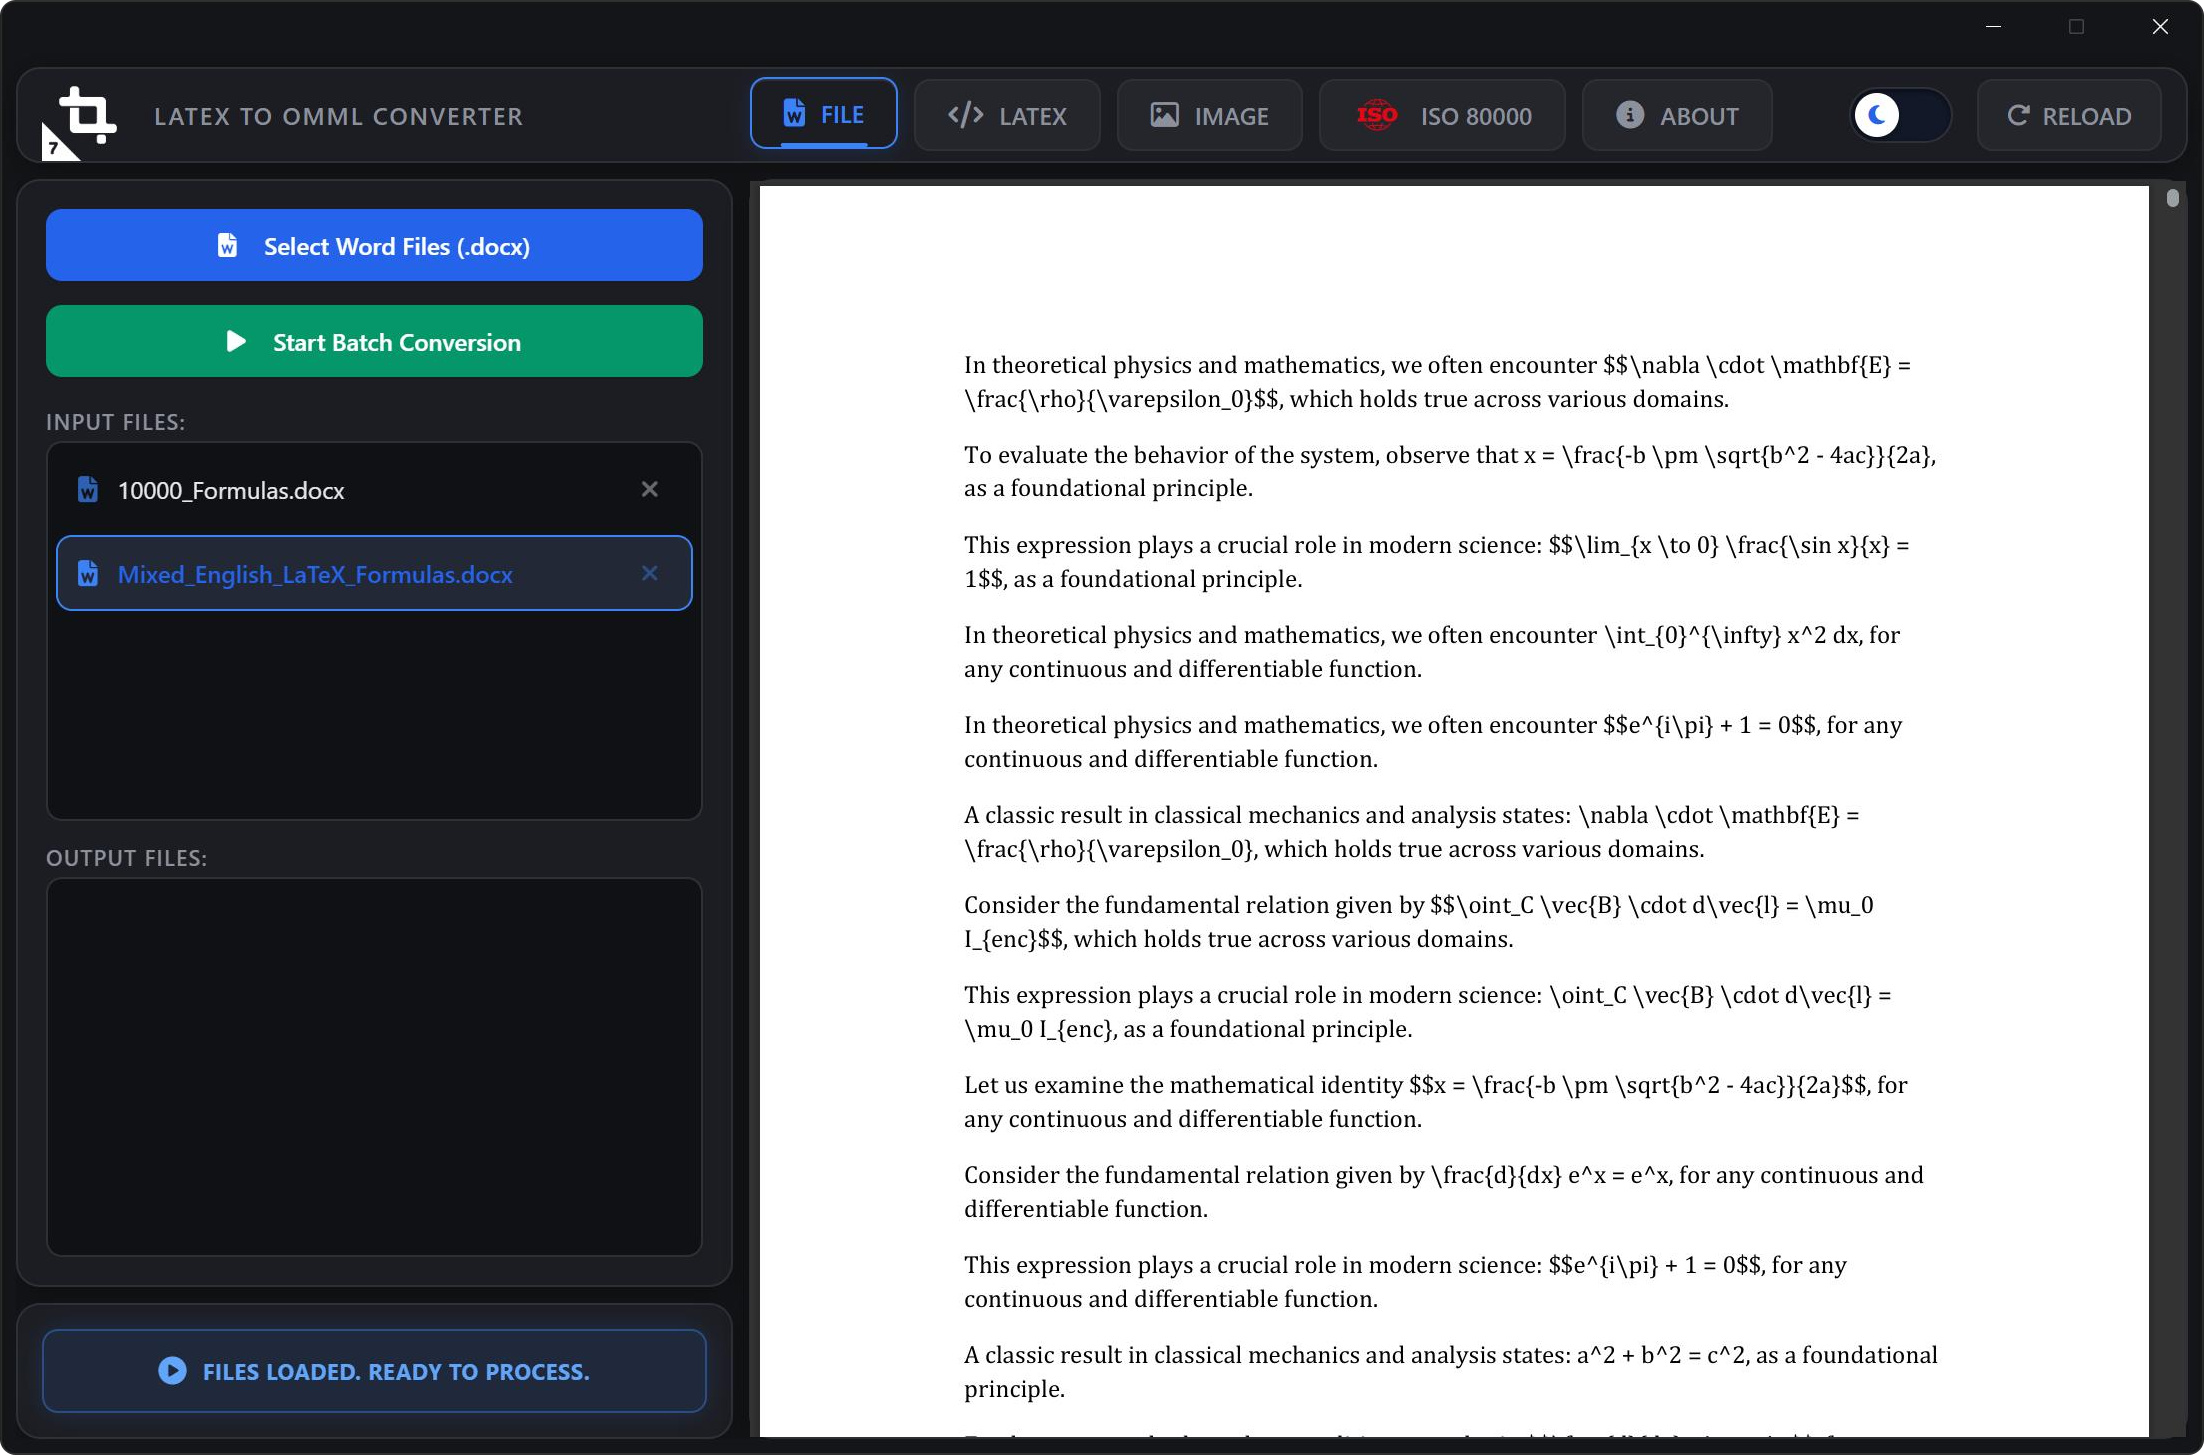 LATEX TO OMML CONVERTER
7
FILE
LATEX
IMAGE
ISO ISO 80000
ABOUT
RELOAD
Select Word Files (.docx)
Start Batch Conversion
INPUT FILES:
10000_Formulas.docx
Mixed_English_LaTeX_Formulas.docx
OUTPUT FILES:
FILES LOADED. READY TO PROCESS.
In theoretical physics and mathematics, we often encounter $$\nabla \cdot \mathbf{E} =
\frac{\rho}{\varepsilon_0}$$, which holds true across various domains.
To evaluate the behavior of the system, observe that x = \frac{-b \pm \sqrt{b^2 - 4ac}}{2a},
as a foundational principle.
This expression plays a crucial role in modern science: $$\lim_{x \to 0} \frac{\sin x}{x} =
1$$, as a foundational principle.
In theoretical physics and mathematics, we often encounter \int_{0}^{\infty} x^2 dx, for
any continuous and differentiable function.
In theoretical physics and mathematics, we often encounter $$e^{i\pi} + 1 = 0$$, for any
continuous and differentiable function.
A classic result in classical mechanics and analysis states: \nabla \cdot \mathbf{E} =
\frac{\rho}{\varepsilon_0}, which holds true across various domains.
Consider the fundamental relation given by $$\oint_C \vec{B} \cdot d\vec{l} = \mu_0
I_{enc}$$, which holds true across various domains.
This expression plays a crucial role in modern science: \oint_C \vec{B} \cdot d\vec{l} =
\mu_0 I_{enc}, as a foundational principle.
Let us examine the mathematical identity $$x = \frac{-b \pm \sqrt{b^2 - 4ac}}{2a}$$, for
any continuous and differentiable function.
Consider the fundamental relation given by \frac{d}{dx} e^x = e^x, for any continuous and
differentiable function.
This expression plays a crucial role in modern science: $$e^{i\pi} + 1 = 0$$, for any
continuous and differentiable function.
A classic result in classical mechanics and analysis states: a^2 + b^2 = c^2, as a foundational
principle.